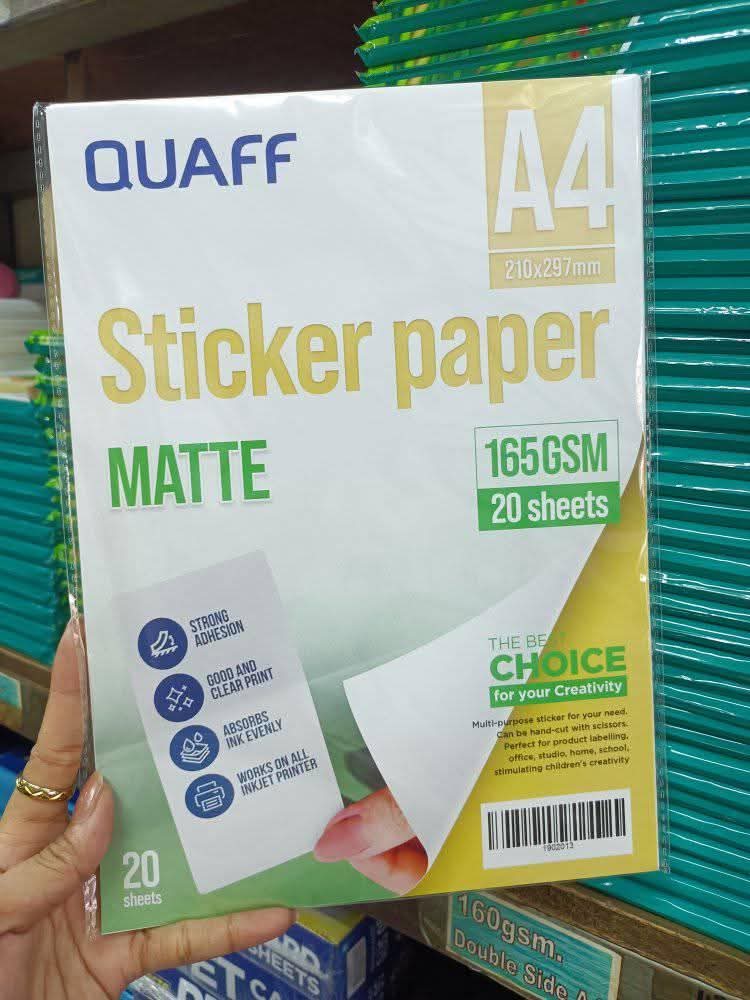 QUAFF
A4
210x297mm
Sticker paper
MATTE
165GSM
20 sheets
STRONG
ADHESION
GOOD AND
CLEAR PRINT
ABSORBS
INK EVENLY
WORKS ON ALL
INKJET PRINTER
THE BEST
CHOICE
for your Creativity
Multi-purpose sticker for your need.
Can be hand-cut with scissors.
Perfect for product labelling,
office, studio, home, school,
stimulating children's creativity
1902013
20
sheets
160gsm.
Double Side
SHEETS